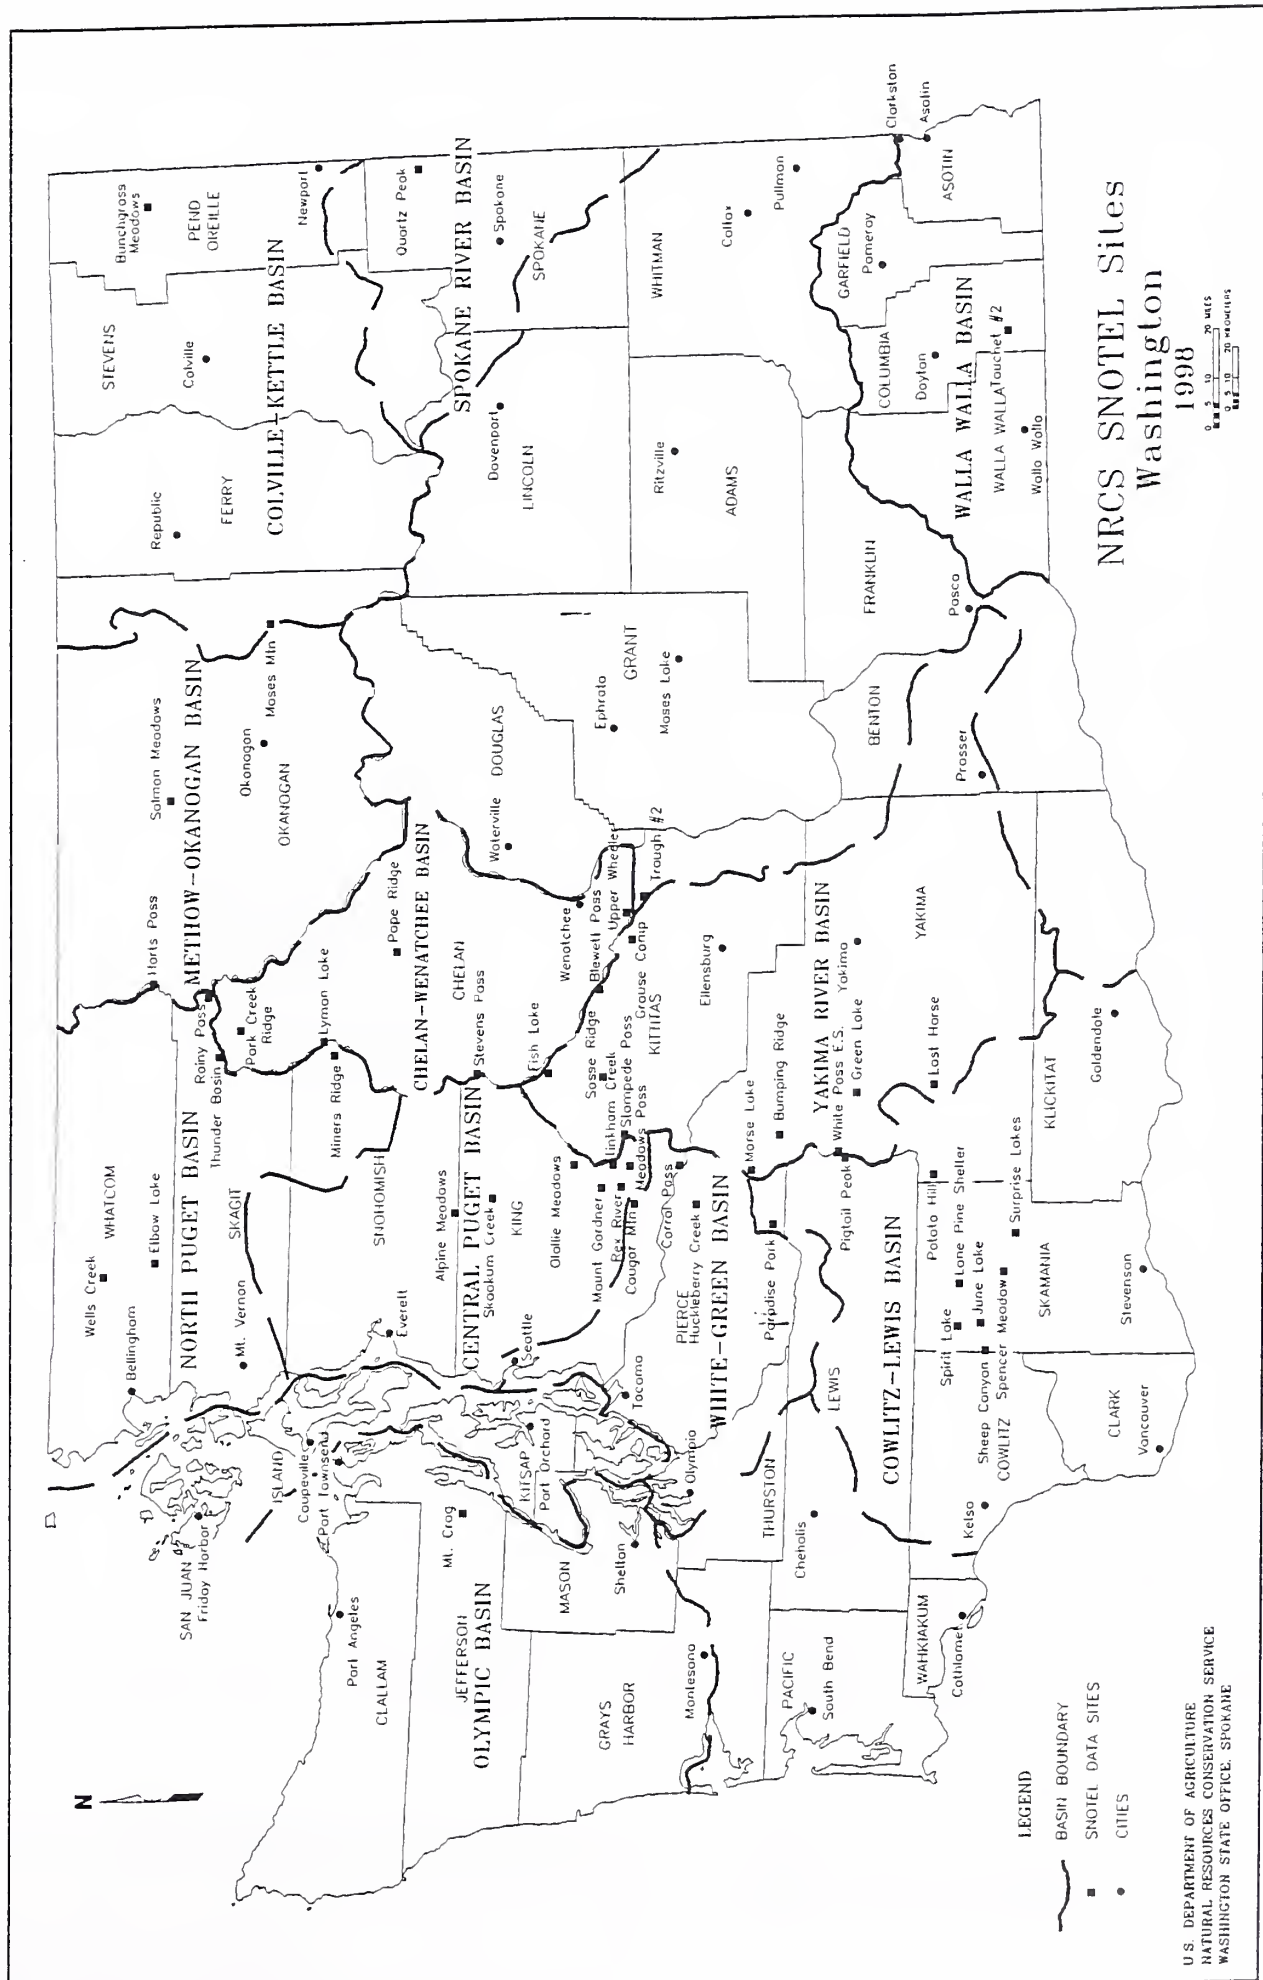 N
NRCS SNOTEL Sites
Washington
1998
0 5 10 20 MILES
0 5 10 20 KILOMETERS
LEGEND
BASIN BOUNDARY
SNOTEL DATA SITES
CITIES
U.S. DEPARTMENT OF AGRICULTURE
NATURAL RESOURCES CONSERVATION SERVICE
WASHINGTON STATE OFFICE, SPOKANE
OLYMPIC BASIN
NORTH PUGET BASIN
CENTRAL PUGET BASIN
WHITE-GREEN BASIN
COWLITZ-LEWIS BASIN
CHELAN-WENATCHEE BASIN
METHOW-OKANOGAN BASIN
YAKIMA RIVER BASIN
COLVILLE-KETTLE BASIN
SPOKANE RIVER BASIN
WALLA WALLA BASIN
SAN JUAN
Friday Harbor
ISLAND
Coupeville
Port Townsend
Port Angeles
CLALLAM
JEFFERSON
Mt. Crag
KITSAP
Port Orchard
MASON
Shelton
GRAYS
HARBOR
Montesano
PACIFIC
South Bend
WAHKIAKUM
Cathlamet
THURSTON
Olympia
Chehalis
LEWIS
Kelso
COWLITZ
CLARK
Vancouver
SKAMANIA
Stevenson
WHATCOM
Wells Creek
Bellingham
Elbow Lake
SKAGIT
Mt. Vernon
Thunder Basin
Rainy Pass
Park Creek
Ridge
Harts Pass
SNOHOMISH
Everett
Miners Ridge
Lyman Lake
Alpine Meadows
Skookum Creek
KING
Seattle
Stevens Pass
Fish Lake
Olallie Meadows
Mount Gardner
Rex River
Cougar Mtn
Tinkham Creek
Stampede Pass
Meadows Pass
Sasse Ridge
Corral Pass
Tacoma
PIERCE
Huckleberry Creek
Morse Lake
Bumping Ridge
Paradise Park
Pigtail Peak
White Pass E.S.
Green Lake
Lost Horse
Potato Hill
Lone Pine Shelter
Surprise Lakes
Spirit Lake
June Lake
Sheep Canyon
Spencer Meadow
CHELAN
Pope Ridge
Wenatchee
Blewett Pass
Upper Wheeler
Trough #2
Grouse Camp
KITTITAS
Ellensburg
Yakima
YAKIMA
KLICKITAT
Goldendale
Salmon Meadows
Okanogan
OKANOGAN
Moses Mtn
DOUGLAS
Waterville
Ephrata
GRANT
Moses Lake
BENTON
Prosser
FRANKLIN
Pasco
Republic
FERRY
STEVENS
Colville
Bunchgrass
Meadows
PEND
OREILLE
Newport
Quartz Peak
Spokane
SPOKANE
Davenport
LINCOLN
Ritzville
ADAMS
WHITMAN
Colfax
Pullman
GARFIELD
Pomeroy
COLUMBIA
Dayton
WALLA WALLA
Touchet #2
Walla Walla
Clarkston
Asotin
ASOTIN